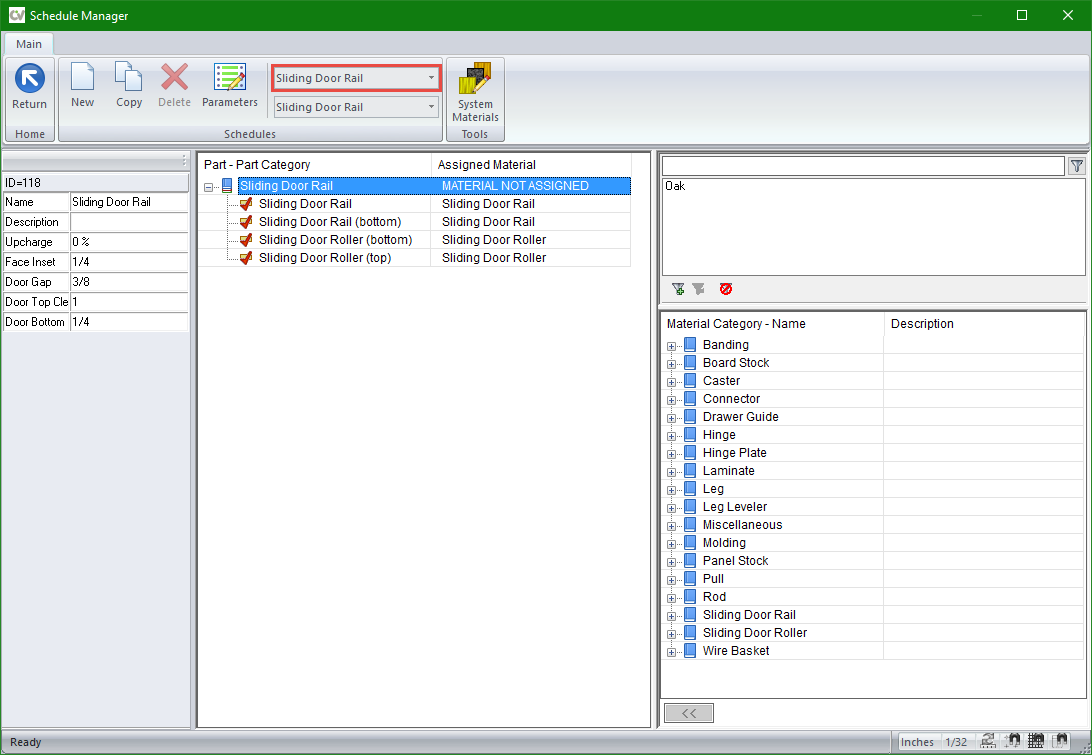 CV Schedule Manager
Main
Return
New
Copy
Delete
Parameters
Sliding Door Rail
Sliding Door Rail
System
Materials
Home
Schedules
Tools
ID=118
Name Sliding Door Rail
Description
Upcharge 0 %
Face Inset 1/4
Door Gap 3/8
Door Top Cle 1
Door Bottom 1/4
Part - Part Category Assigned Material
Sliding Door Rail MATERIAL NOT ASSIGNED
Sliding Door Rail Sliding Door Rail
Sliding Door Rail (bottom) Sliding Door Rail
Sliding Door Roller (bottom) Sliding Door Roller
Sliding Door Roller (top) Sliding Door Roller
Oak
Material Category - Name Description
Banding
Board Stock
Caster
Connector
Drawer Guide
Hinge
Hinge Plate
Laminate
Leg
Leg Leveler
Miscellaneous
Molding
Panel Stock
Pull
Rod
Sliding Door Rail
Sliding Door Roller
Wire Basket
<<
Ready
Inches 1/32